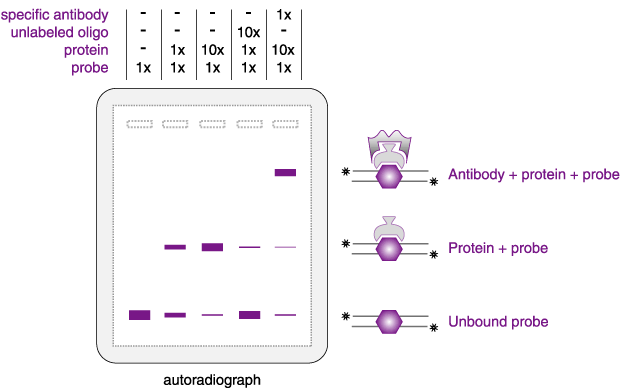 specific antibody - - - - 1x
unlabeled oligo - - - 10x -
protein - 1x 10x 1x 10x
probe 1x 1x 1x 1x 1x
Antibody + protein + probe
Protein + probe
Unbound probe
autoradiograph